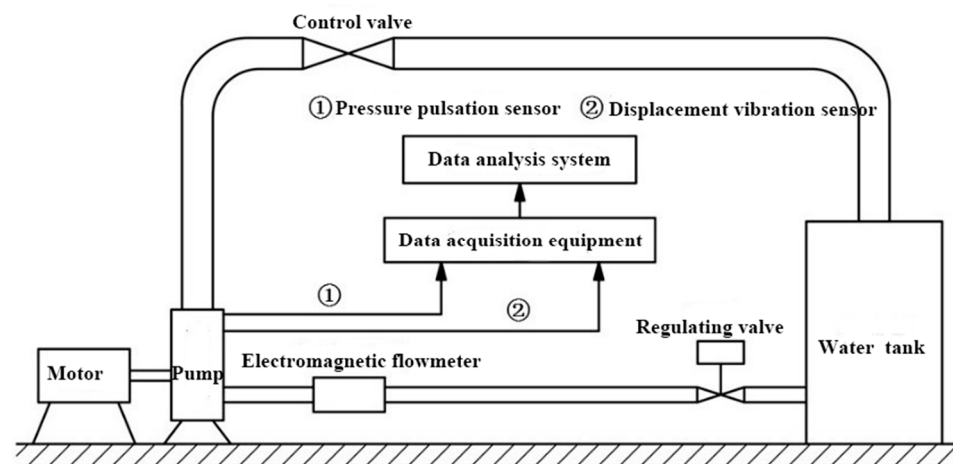 Control valve
① Pressure pulsation sensor ② Displacement vibration sensor
Data analysis system
Data acquisition equipment
①
②
Regulating valve
Water tank
Electromagnetic flowmeter
Motor
Pump